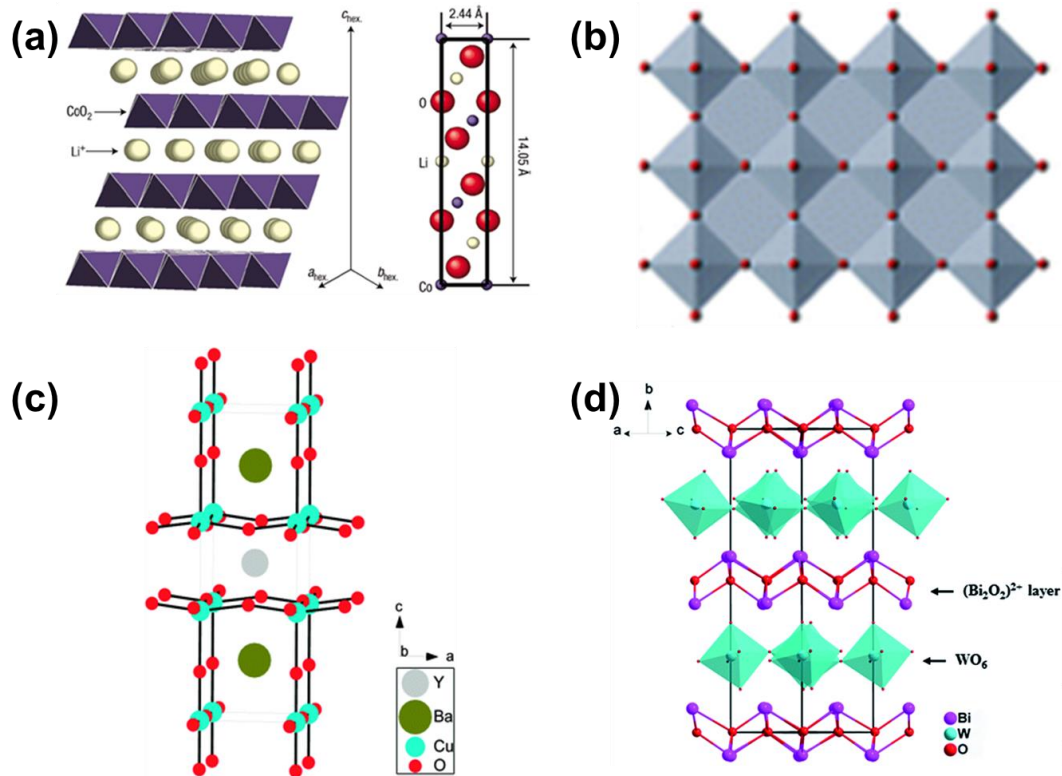 (a)
c hex.
2.44 Å
CoO2
O
Li+
Li
14.05 Å
a hex.
b hex.
Co
(b)
(c)
c
b
a
Y
Ba
Cu
O
(d)
b
a
c
(Bi2O2)2+ layer
WO6
Bi
W
O